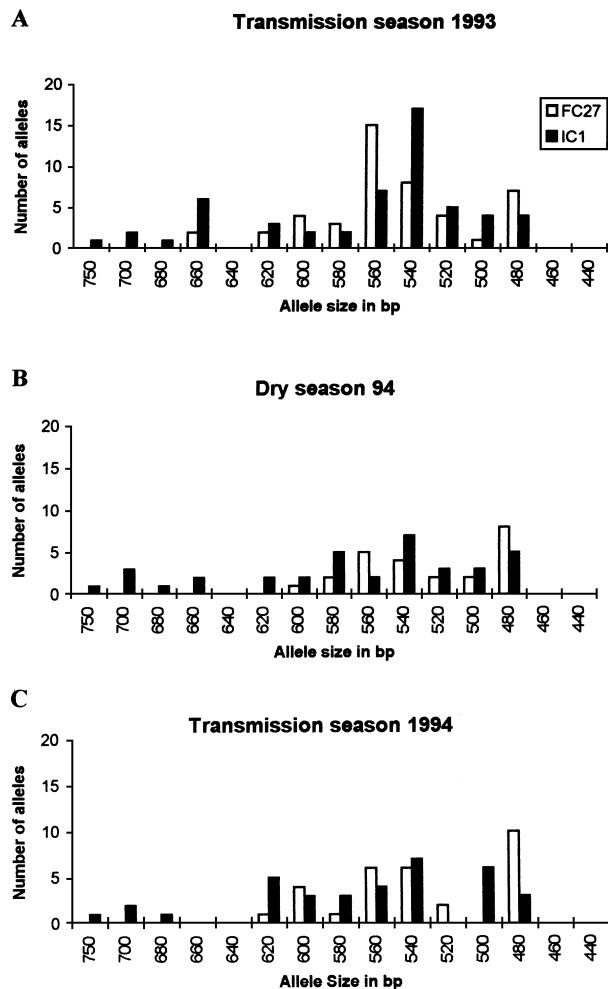 A
Transmission season 1993
Number of alleles
20
15
10
5
0
FC27
IC1
750 700 680 660 640 620 600 580 560 540 520 500 480 460 440
Allele size in bp
B
Dry season 94
Number of alleles
20
15
10
5
0
750 700 680 660 640 620 600 580 560 540 520 500 480 460 440
Allele size in bp
C
Transmission season 1994
Number of alleles
20
15
10
5
0
750 700 680 660 640 620 600 580 560 540 520 500 480 460 440
Allele Size in bp